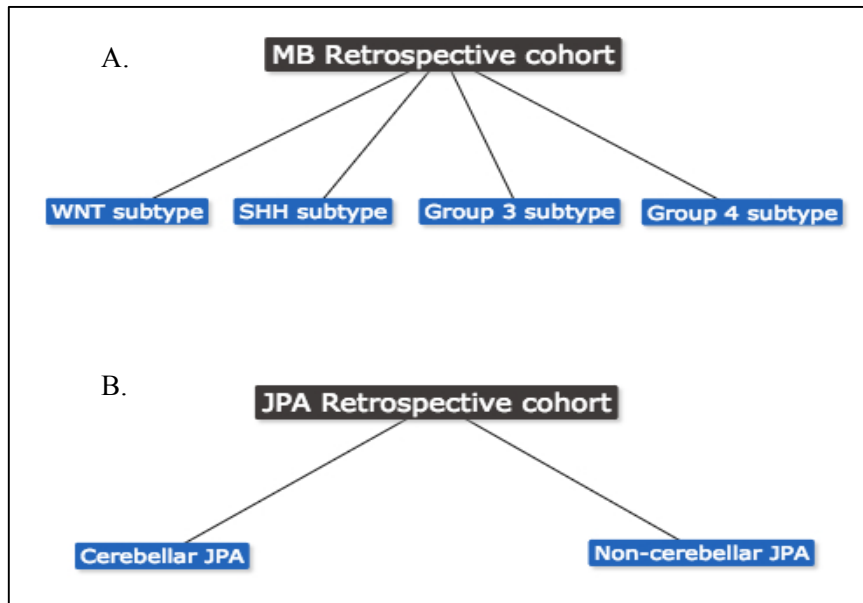 A.
MB Retrospective cohort
WNT subtype
SHH subtype
Group 3 subtype
Group 4 subtype
B.
JPA Retrospective cohort
Cerebellar JPA
Non-cerebellar JPA